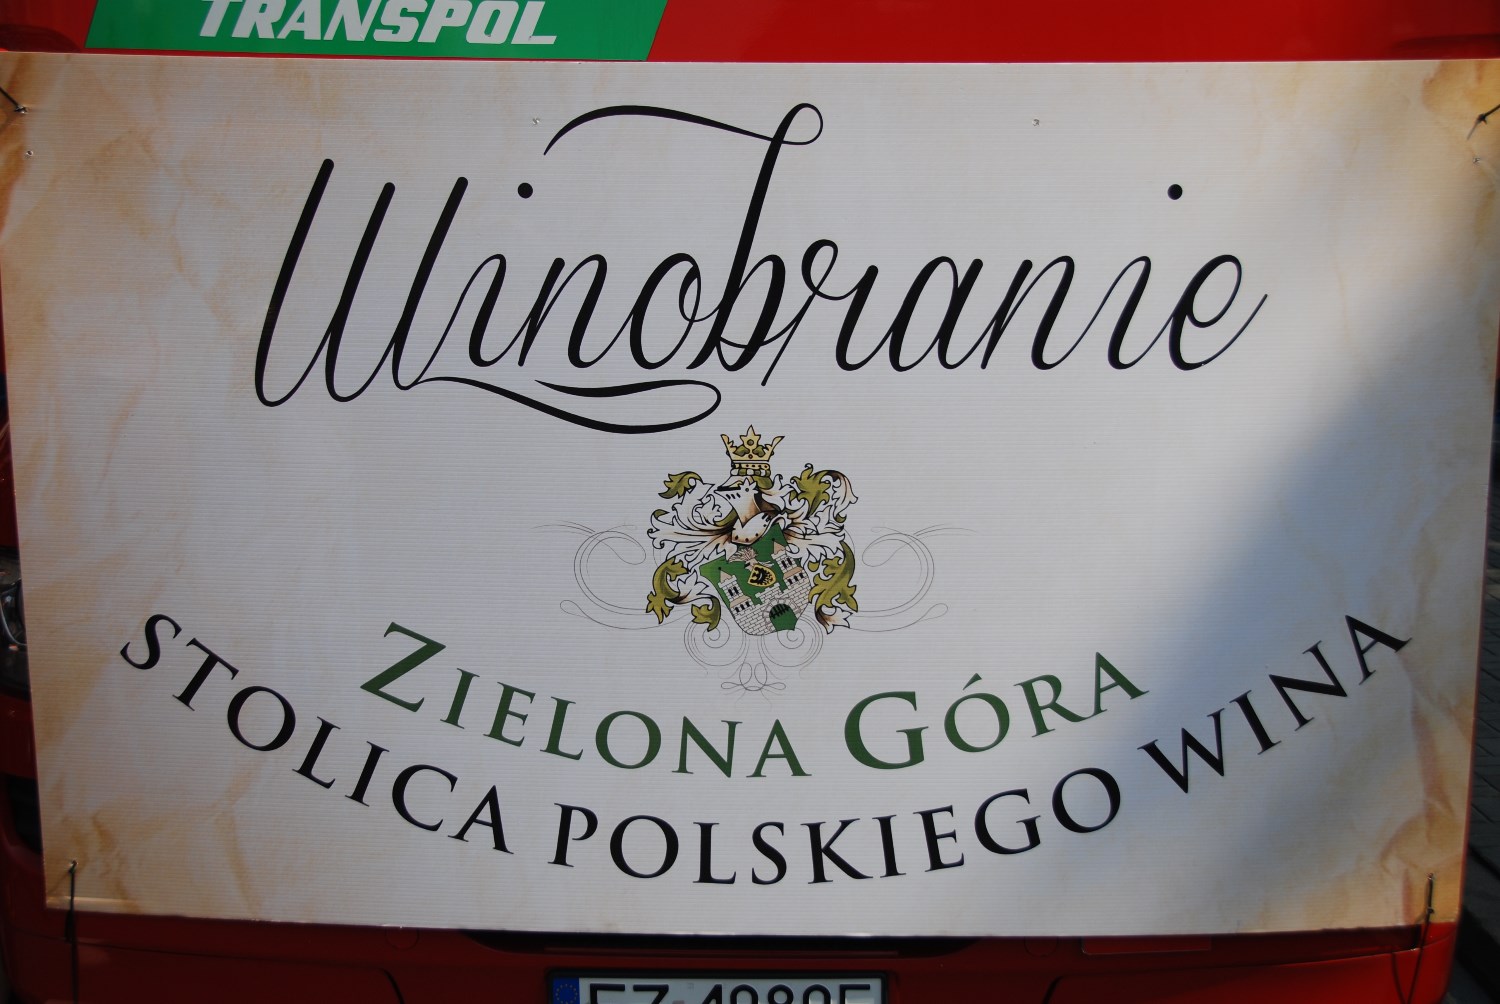 TRANSPOL
Winobranie
ZIELONA GÓRA
STOLICA POLSKIEGO WINA